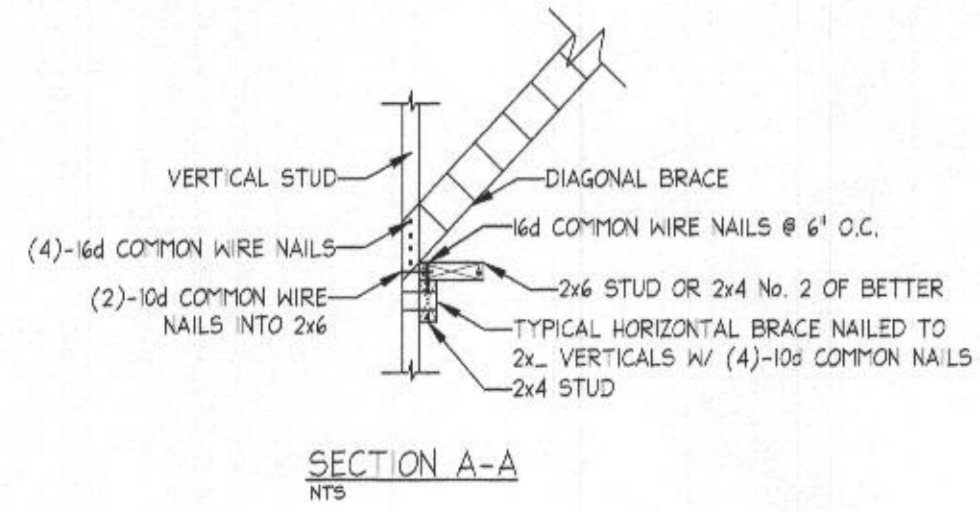 VERTICAL STUD
DIAGONAL BRACE
16d COMMON WIRE NAILS @ 6" O.C.
(4)-16d COMMON WIRE NAILS
(2)-10d COMMON WIRE
NAILS INTO 2x6
2x6 STUD OR 2x4 No. 2 OF BETTER
TYPICAL HORIZONTAL BRACE NAILED TO
2x_ VERTICALS W/ (4)-10d COMMON NAILS
2x4 STUD
SECTION A-A
NTS